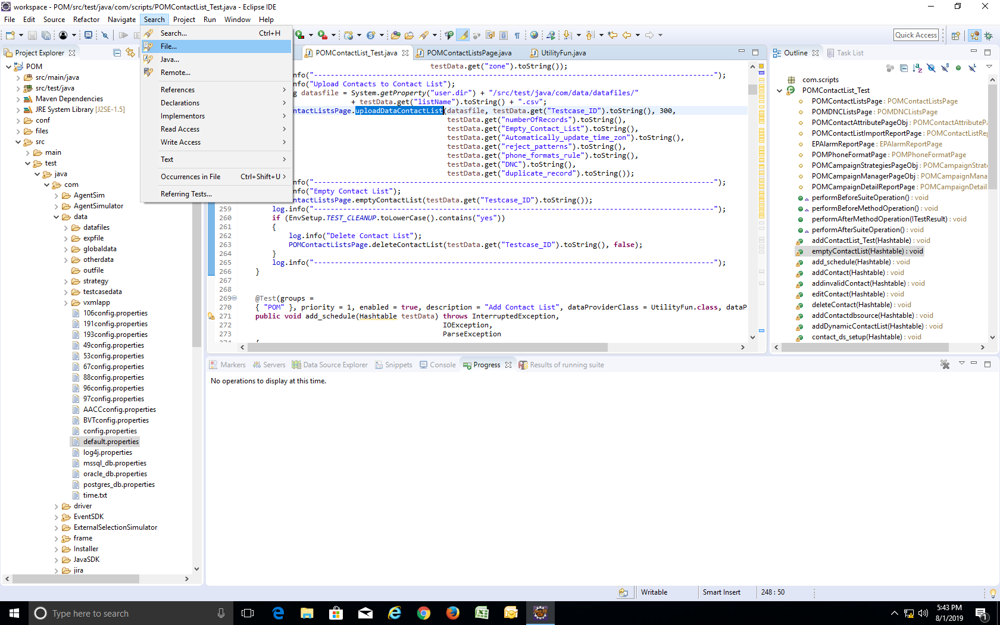 workspace - POM/src/test/java/com/scripts/POMContactList_Test.java - Eclipse IDE
File Edit Source Refactor Navigate Search Project Run Window Help
Search... Ctrl+H
File...
Java...
Remote...
References
Declarations
Implementors
Read Access
Write Access
Text
Occurrences in File Ctrl+Shift+U
Referring Tests...
Quick Access
Project Explorer
POM
src/main/java
src/test/java
Maven Dependencies
JRE System Library [J2SE-1.5]
conf
files
src
main
test
java
com
AgentSim
AgentSimulator
data
datafiles
expfile
globaldata
otherdata
outfile
strategy
testcasedata
vxmlapp
106config.properties
191config.properties
193config.properties
49config.properties
53config.properties
67config.properties
88config.properties
96config.properties
97config.properties
AACCconfig.properties
BVTconfig.properties
config.properties
default.properties
log4j.properties
mssql_db.properties
oracle_db.properties
postgres_db.properties
time.txt
driver
EventSDK
ExternalSelectionSimulator
frame
Installer
JavaSDK
jira
POMContactList_Test.java POMContactListsPage.java UtilityFun.java
testData.get("zone").toString());
nfo("------------------------------------------------------------------------------------------------");
nfo("Upload Contacts to Contact List");
g datasfile = System.getProperty("user.dir") + "/src/test/java/com/data/datafiles/"
+ testData.get("listName").toString() + ".csv";
ntactListsPage.uploadDataContactList(datasfile, testData.get("Testcase_ID").toString(), 300,
testData.get("numberOfRecords").toString(),
testData.get("Empty_Contact_List").toString(),
testData.get("Automatically_update_time_zon").toString(),
testData.get("reject_patterns").toString(),
testData.get("phone_formats_rule").toString(),
testData.get("DNC").toString(),
testData.get("duplicate_record").toString());
nfo("------------------------------------------------------------------------------------------------");
nfo("Empty Contact List");
ntactListsPage.emptyContactList(testData.get("Testcase_ID").toString());
259 log.info("------------------------------------------------------------------------------------------------");
260 if (EnvSetup.TEST_CLEANUP.toLowerCase().contains("yes"))
261 {
262 log.info("Delete Contact List");
263 POMContactListsPage.deleteContactList(testData.get("Testcase_ID").toString(), false);
264 }
265 log.info("------------------------------------------------------------------------------------------------");
266 }
267
268
269 @Test(groups =
270 { "POM" }, priority = 1, enabled = true, description = "Add Contact List", dataProviderClass = UtilityFun.class, dataP
271 public void add_schedule(Hashtable testData) throws InterruptedException,
272 IOException,
273 ParseException
274 {
Outline Task List
com.scripts
POMContactList_Test
POMContactListsPage : POMContactListsPage
POMDNCListsPage : POMDNCListsPage
POMContactAttributePageObj : POMContactAttributeP
POMContactListImportReportPage : POMContactListRe
EPAlarmReportPage : EPAlarmReportPage
POMPhoneFormatPage : POMPhoneFormatPage
POMCampaignStrategiesPageObj : POMCampaignStrate
POMCampaignManagerPageObj : POMCampaignMana
POMCampaignDetailReportPage : POMCampaignDetail
performBeforeSuiteOperation() : void
performBeforeMethodOperation() : void
performAfterMethodOperation(ITestResult) : void
performAfterSuiteOperation() : void
addContactList_Test(Hashtable) : void
emptyContactList(Hashtable) : void
add_schedule(Hashtable) : void
addContact(Hashtable) : void
addinvalidContact(Hashtable) : void
editContact(Hashtable) : void
deleteContact(Hashtable) : void
addContactdbsource(Hashtable) : void
addDynamicContactList(Hashtable) : void
contact_ds_setup(Hashtable) : void
Markers Servers Data Source Explorer Snippets Console Progress Results of running suite
No operations to display at this time.
Writable Smart Insert 248 : 50
Type here to search
5:43 PM
8/1/2019
1